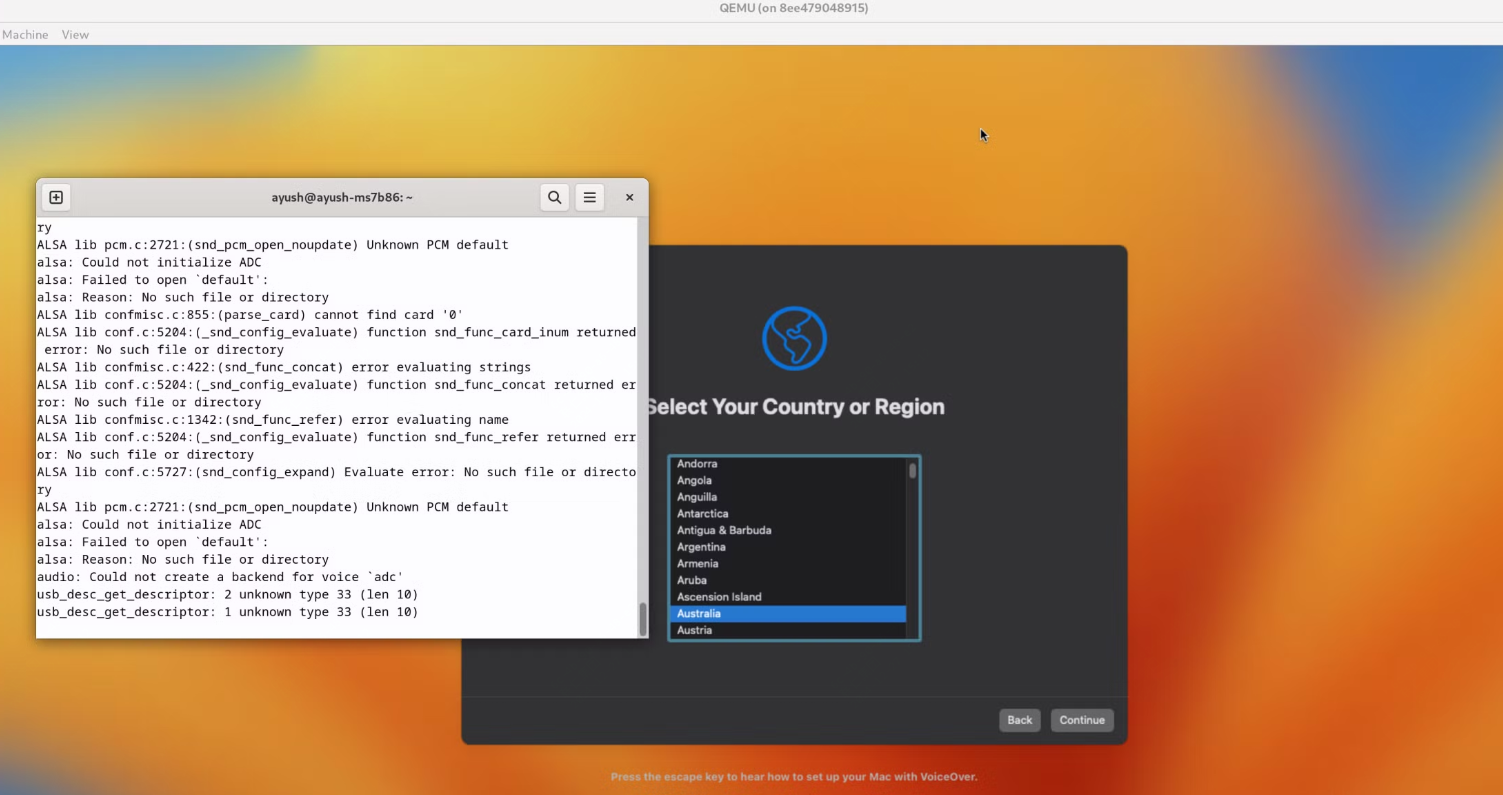 QEMU (on 8ee479048915)
Machine View
ayush@ayush-ms7b86: ~
ry
ALSA lib pcm.c:2721:(snd_pcm_open_noupdate) Unknown PCM default
alsa: Could not initialize ADC
alsa: Failed to open `default':
alsa: Reason: No such file or directory
ALSA lib confmisc.c:855:(parse_card) cannot find card '0'
ALSA lib conf.c:5204:(_snd_config_evaluate) function snd_func_card_inum returned
error: No such file or directory
ALSA lib confmisc.c:422:(snd_func_concat) error evaluating strings
ALSA lib conf.c:5204:(_snd_config_evaluate) function snd_func_concat returned er
ror: No such file or directory
ALSA lib confmisc.c:1342:(snd_func_refer) error evaluating name
ALSA lib conf.c:5204:(_snd_config_evaluate) function snd_func_refer returned err
or: No such file or directory
ALSA lib conf.c:5727:(snd_config_expand) Evaluate error: No such file or directo
ry
ALSA lib pcm.c:2721:(snd_pcm_open_noupdate) Unknown PCM default
alsa: Could not initialize ADC
alsa: Failed to open `default':
alsa: Reason: No such file or directory
audio: Could not create a backend for voice `adc'
usb_desc_get_descriptor: 2 unknown type 33 (len 10)
usb_desc_get_descriptor: 1 unknown type 33 (len 10)
Select Your Country or Region
Andorra
Angola
Anguilla
Antarctica
Antigua & Barbuda
Argentina
Armenia
Aruba
Ascension Island
Australia
Austria
Back
Continue
Press the escape key to hear how to set up your Mac with VoiceOver.